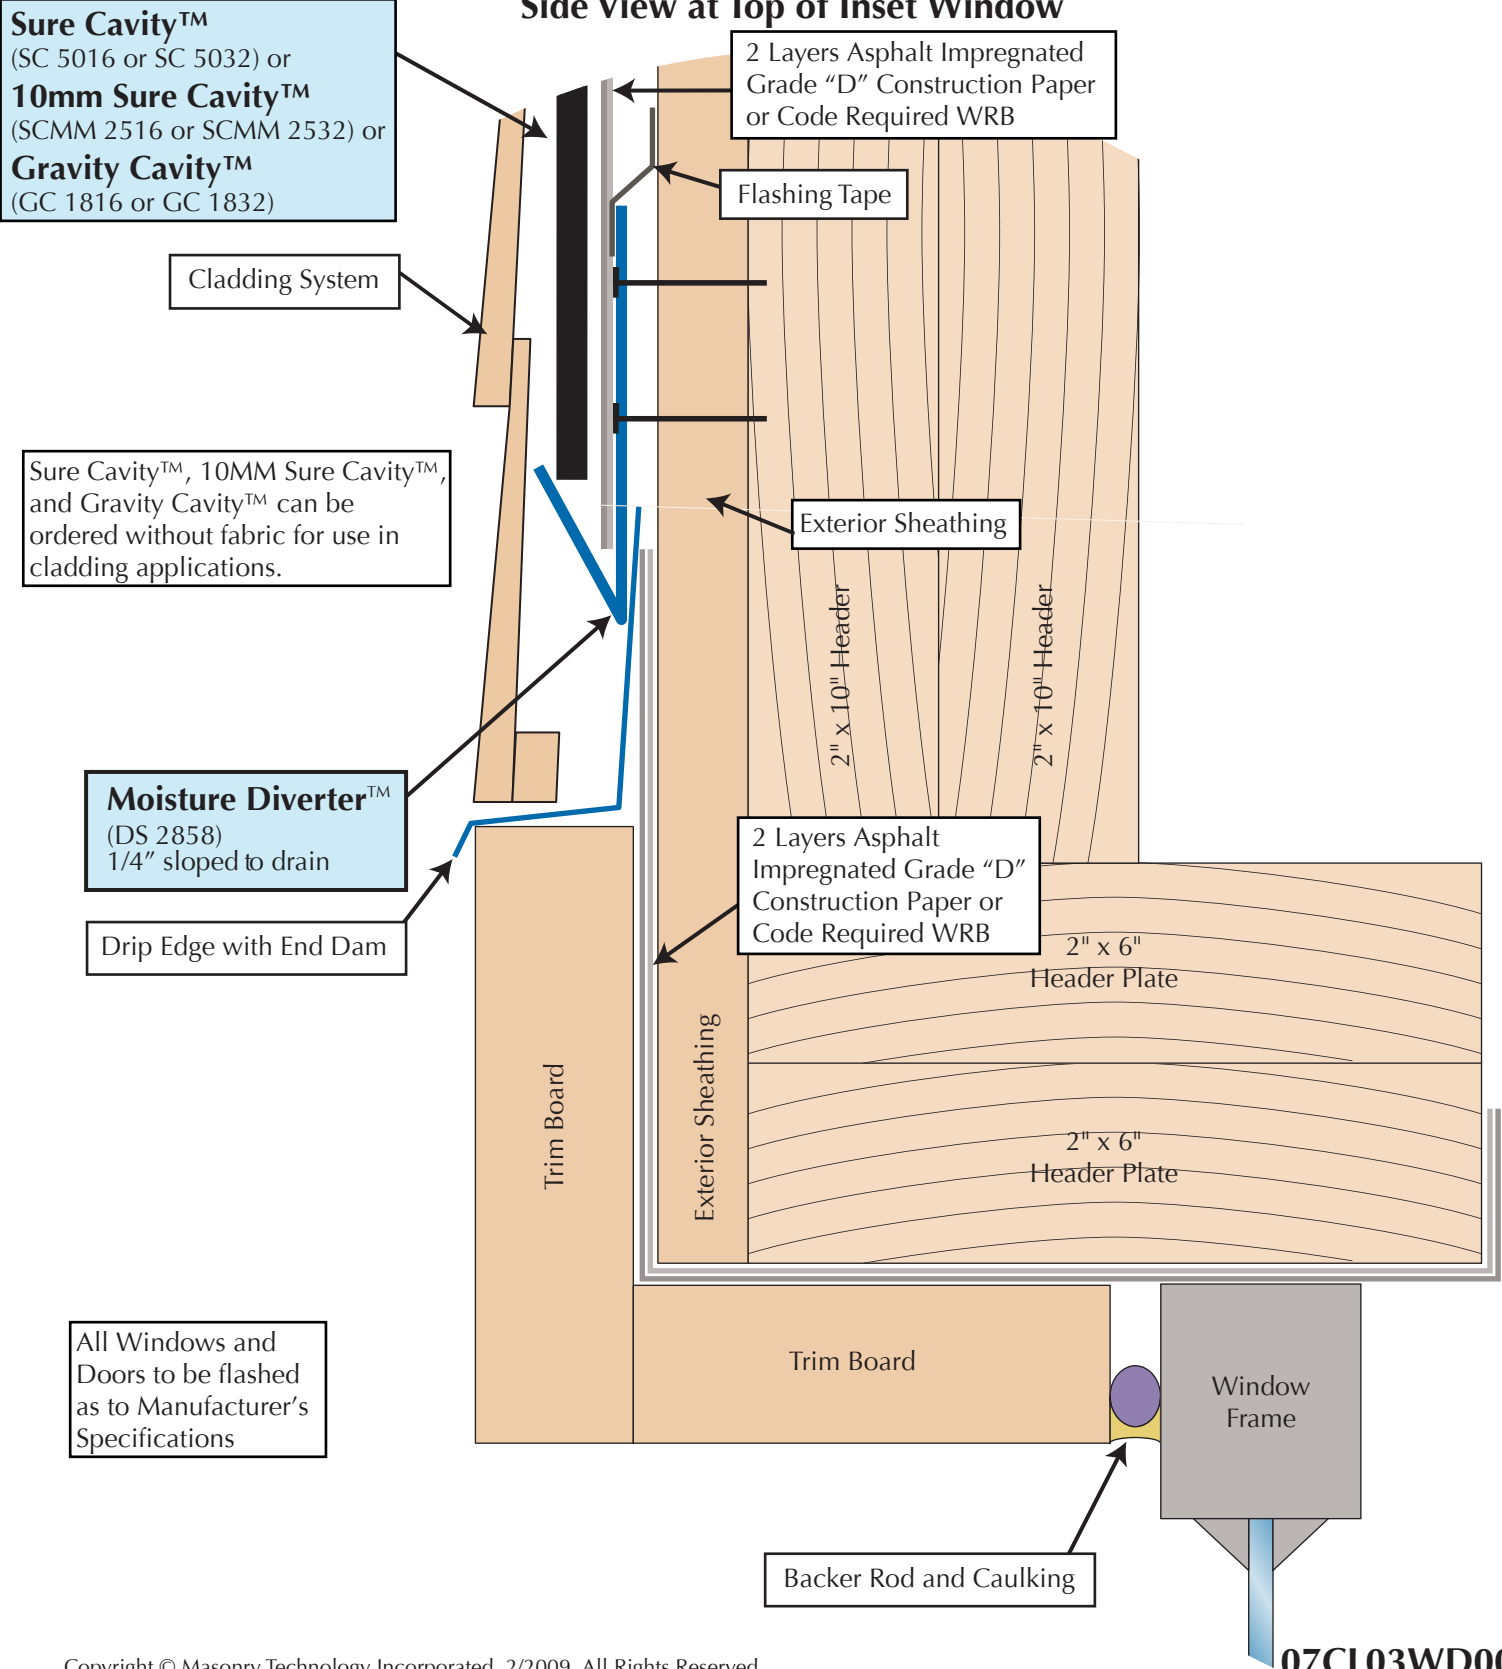 Side View at Top of Inset Window
Sure Cavity™
(SC 5016 or SC 5032) or
10mm Sure Cavity™
(SCMM 2516 or SCMM 2532) or
Gravity Cavity™
(GC 1816 or GC 1832)
2 Layers Asphalt Impregnated
Grade “D” Construction Paper
or Code Required WRB
Flashing Tape
Cladding System
Sure Cavity™, 10MM Sure Cavity™,
and Gravity Cavity™ can be
ordered without fabric for use in
cladding applications.
Exterior Sheathing
2" x 10" Header
2" x 10" Header
Moisture Diverter™
(DS 2858)
1/4” sloped to drain
2 Layers Asphalt
Impregnated Grade “D”
Construction Paper or
Code Required WRB
Drip Edge with End Dam
2" x 6"
Header Plate
Exterior Sheathing
Trim Board
2" x 6"
Header Plate
All Windows and
Doors to be flashed
as to Manufacturer’s
Specifications
Trim Board
Window
Frame
Backer Rod and Caulking
Copyright © Masonry Technology Incorporated 2/2009 All Rights Reserved